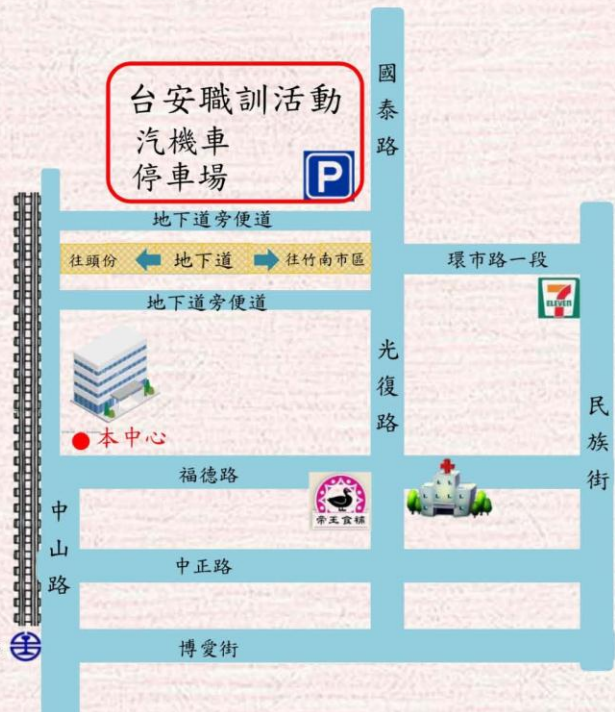 國泰路
台安職訓活動
汽機車
停車場
P
地下道旁便道
往頭份
地下道
往竹南市區
環市路一段
地下道旁便道
7
ELEVEn
光復路
民族街
本中心
福德路
帝王食補
中山路
中正路
博愛街